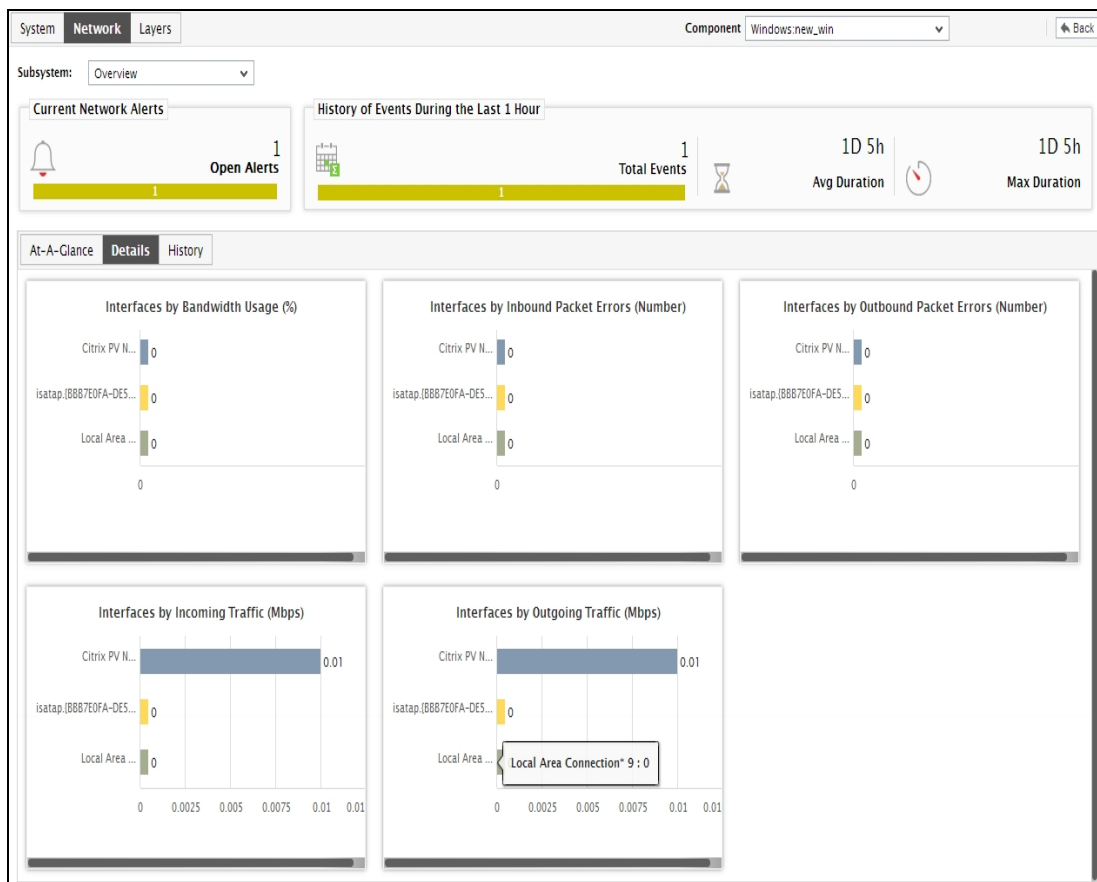 System Network Layers Component Windows:new_win Back
Subsystem: Overview
Current Network Alerts
1
Open Alerts
1
History of Events During the Last 1 Hour
1
Total Events
1
1D 5h
Avg Duration
1D 5h
Max Duration
At-A-Glance Details History
Interfaces by Bandwidth Usage (%)
Citrix PV N... 0
isatap.{BBB7E0FA-DE5... 0
Local Area ... 0
0
Interfaces by Inbound Packet Errors (Number)
Citrix PV N... 0
isatap.{BBB7E0FA-DE5... 0
Local Area ... 0
0
Interfaces by Outbound Packet Errors (Number)
Citrix PV N... 0
isatap.{BBB7E0FA-DE5... 0
Local Area ... 0
0
Interfaces by Incoming Traffic (Mbps)
Citrix PV N... 0.01
isatap.{BBB7E0FA-DE5... 0
Local Area ... 0
0 0.0025 0.005 0.0075 0.01 0.01
Interfaces by Outgoing Traffic (Mbps)
Citrix PV N... 0.01
isatap.{BBB7E0FA-DE5... 0
Local Area ... Local Area Connection* 9 : 0
0 0.0025 0.005 0.0075 0.01 0.01